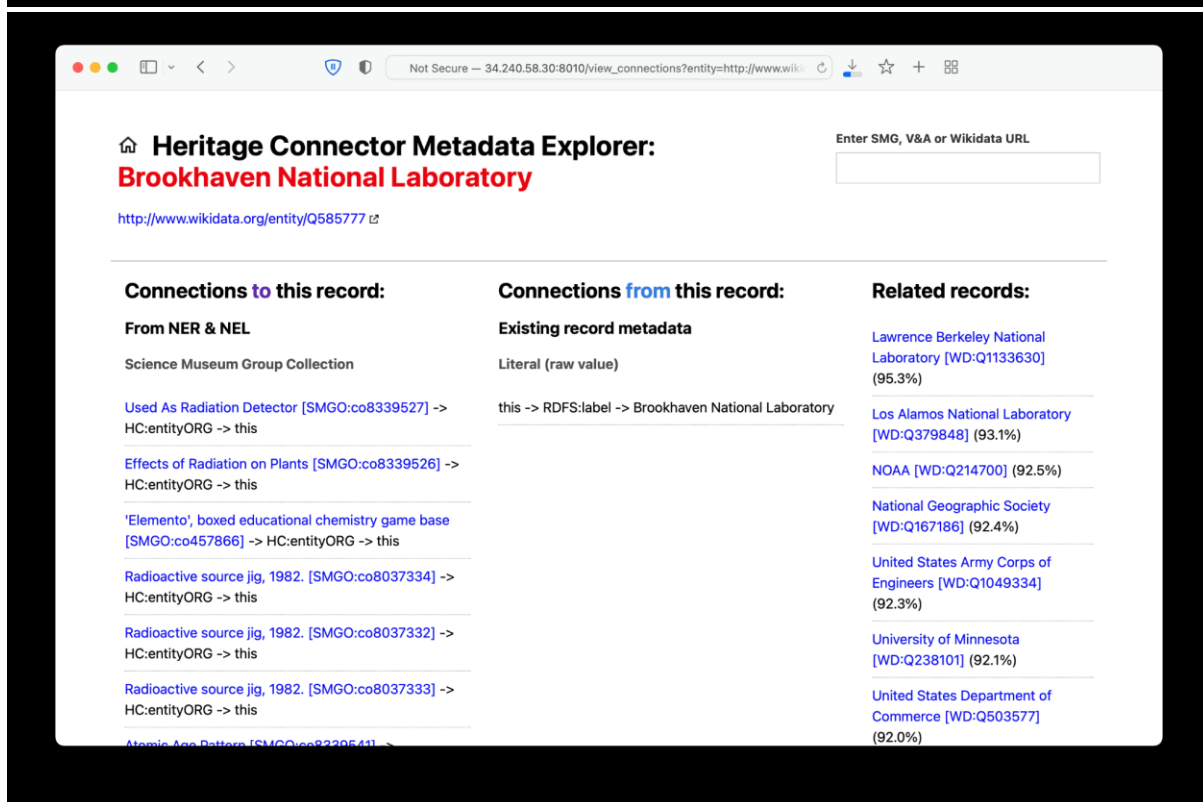 Not Secure — 34.240.58.30:8010/view_connections?entity=http://www.wiki
Heritage Connector Metadata Explorer:
Brookhaven National Laboratory
http://www.wikidata.org/entity/Q585777
Enter SMG, V&A or Wikidata URL
Connections to this record:
From NER & NEL
Science Museum Group Collection
Used As Radiation Detector [SMGO:co8339527] ->
HC:entityORG -> this
Effects of Radiation on Plants [SMGO:co8339526] ->
HC:entityORG -> this
'Elemento', boxed educational chemistry game base
[SMGO:co457866] -> HC:entityORG -> this
Radioactive source jig, 1982. [SMGO:co8037334] ->
HC:entityORG -> this
Radioactive source jig, 1982. [SMGO:co8037332] ->
HC:entityORG -> this
Radioactive source jig, 1982. [SMGO:co8037333] ->
HC:entityORG -> this
Atomic Age Pattern [SMGO:co8339541] ->
Connections from this record:
Existing record metadata
Literal (raw value)
this -> RDFS:label -> Brookhaven National Laboratory
Related records:
Lawrence Berkeley National
Laboratory [WD:Q1133630]
(95.3%)
Los Alamos National Laboratory
[WD:Q379848] (93.1%)
NOAA [WD:Q214700] (92.5%)
National Geographic Society
[WD:Q167186] (92.4%)
United States Army Corps of
Engineers [WD:Q1049334]
(92.3%)
University of Minnesota
[WD:Q238101] (92.1%)
United States Department of
Commerce [WD:Q503577]
(92.0%)